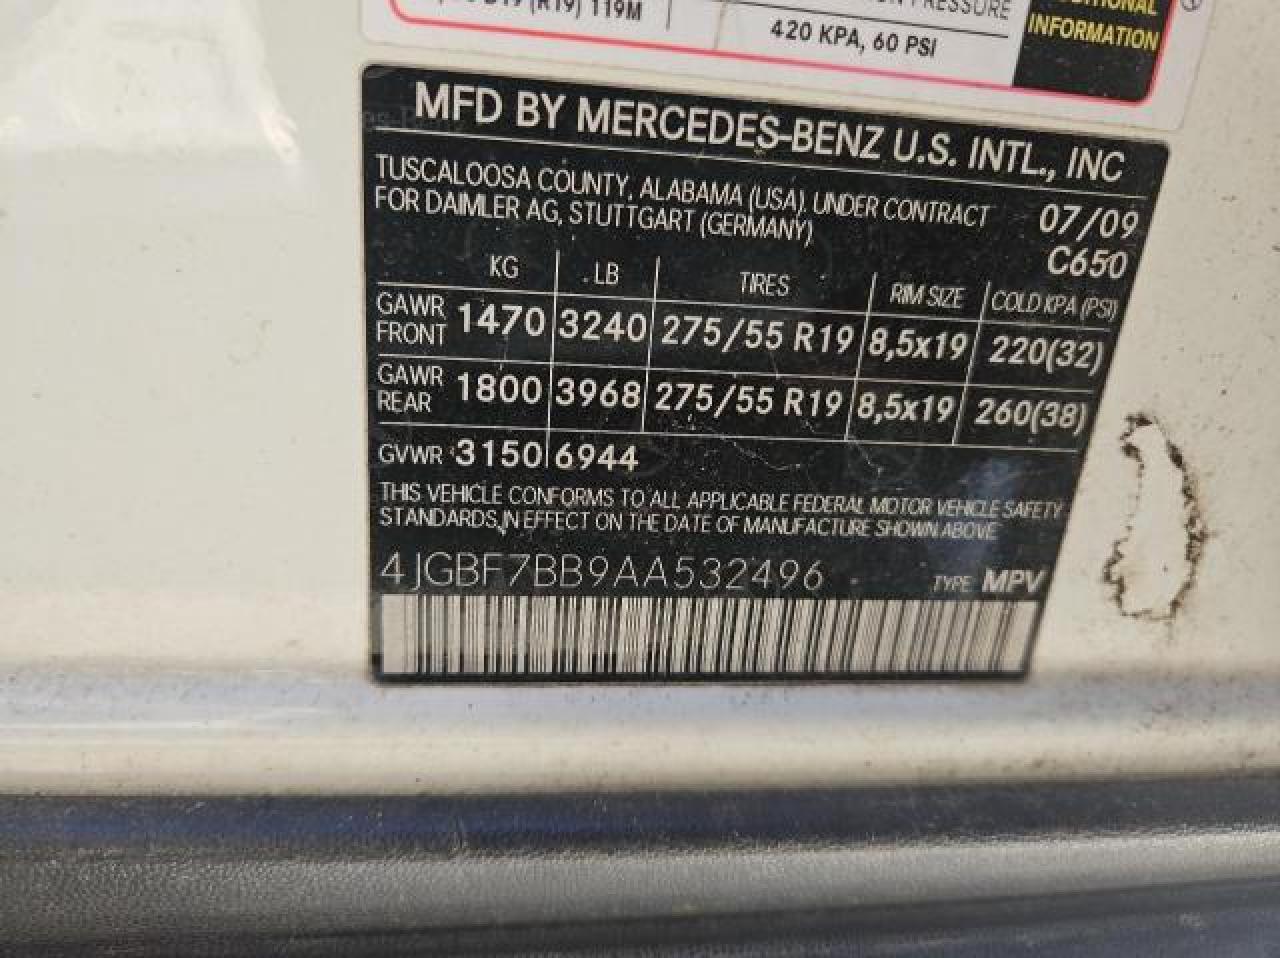 (R19) 119M
PRESSURE
420 KPA, 60 PSI
INFORMATION
MFD BY MERCEDES-BENZ U.S. INTL., INC
TUSCALOOSA COUNTY, ALABAMA (USA), UNDER CONTRACT
FOR DAIMLER AG, STUTTGART (GERMANY)
07/09
C650
KG LB TIRES RIM SIZE COLD KPA (PSI)
GAWR FRONT 1470 3240 275/55 R19 8,5x19 220(32)
GAWR REAR 1800 3968 275/55 R19 8,5x19 260(38)
GVWR 3150 6944
THIS VEHICLE CONFORMS TO ALL APPLICABLE FEDERAL MOTOR VEHICLE SAFETY
STANDARDS IN EFFECT ON THE DATE OF MANUFACTURE SHOWN ABOVE
4JGBF7BB9AA532496 TYPE MPV